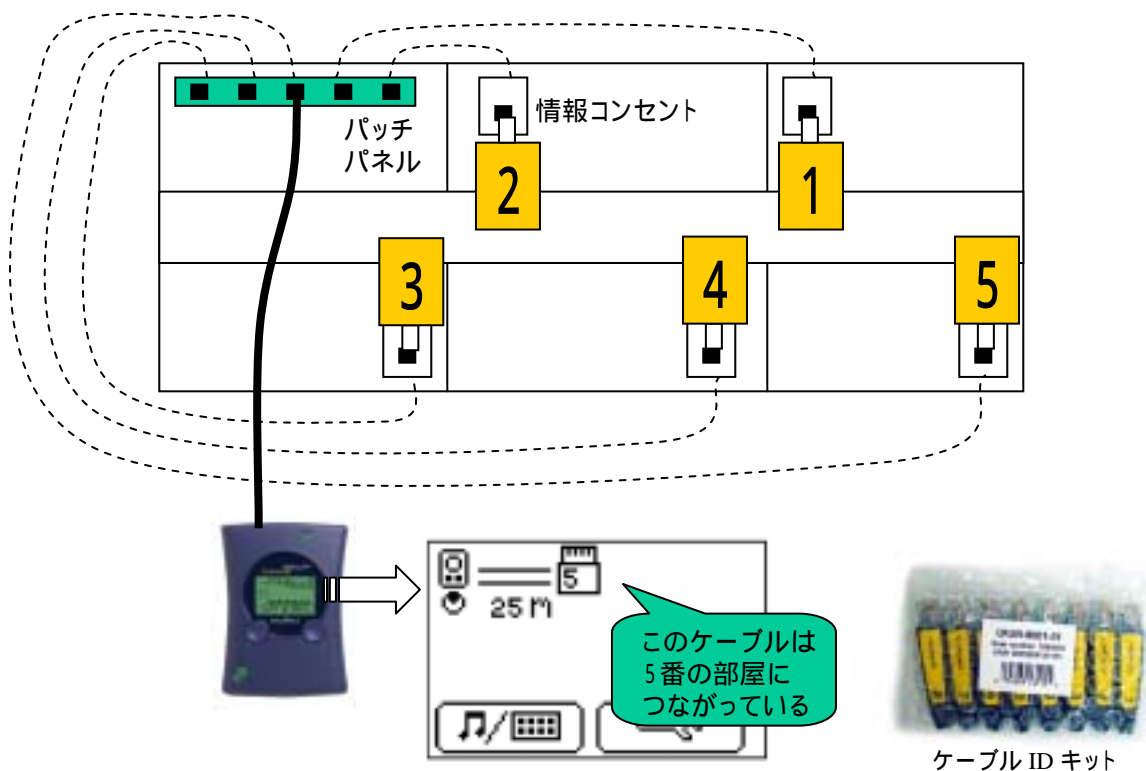 情報コンセント
パッチ
パネル
2
1
3
4
5
5
25 m
このケーブルは
5番の部屋に
つながっている
ケーブル ID キット